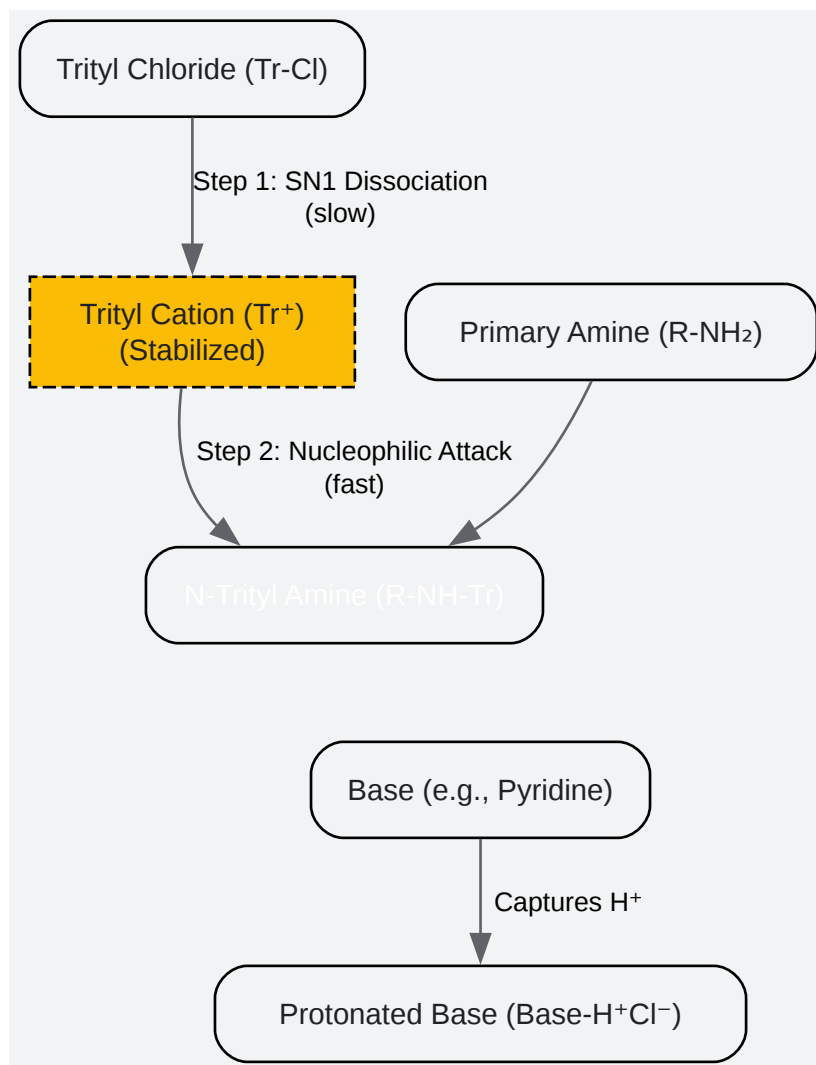 Trityl Chloride (Tr-Cl)
Step 1: SN1 Dissociation
(slow)
Trityl Cation (Tr⁺)
(Stabilized)
Primary Amine (R-NH₂)
Step 2: Nucleophilic Attack
(fast)
N-Trityl Amine (R-NH-Tr)
Base (e.g., Pyridine)
Captures H⁺
Protonated Base (Base-H⁺Cl⁻)